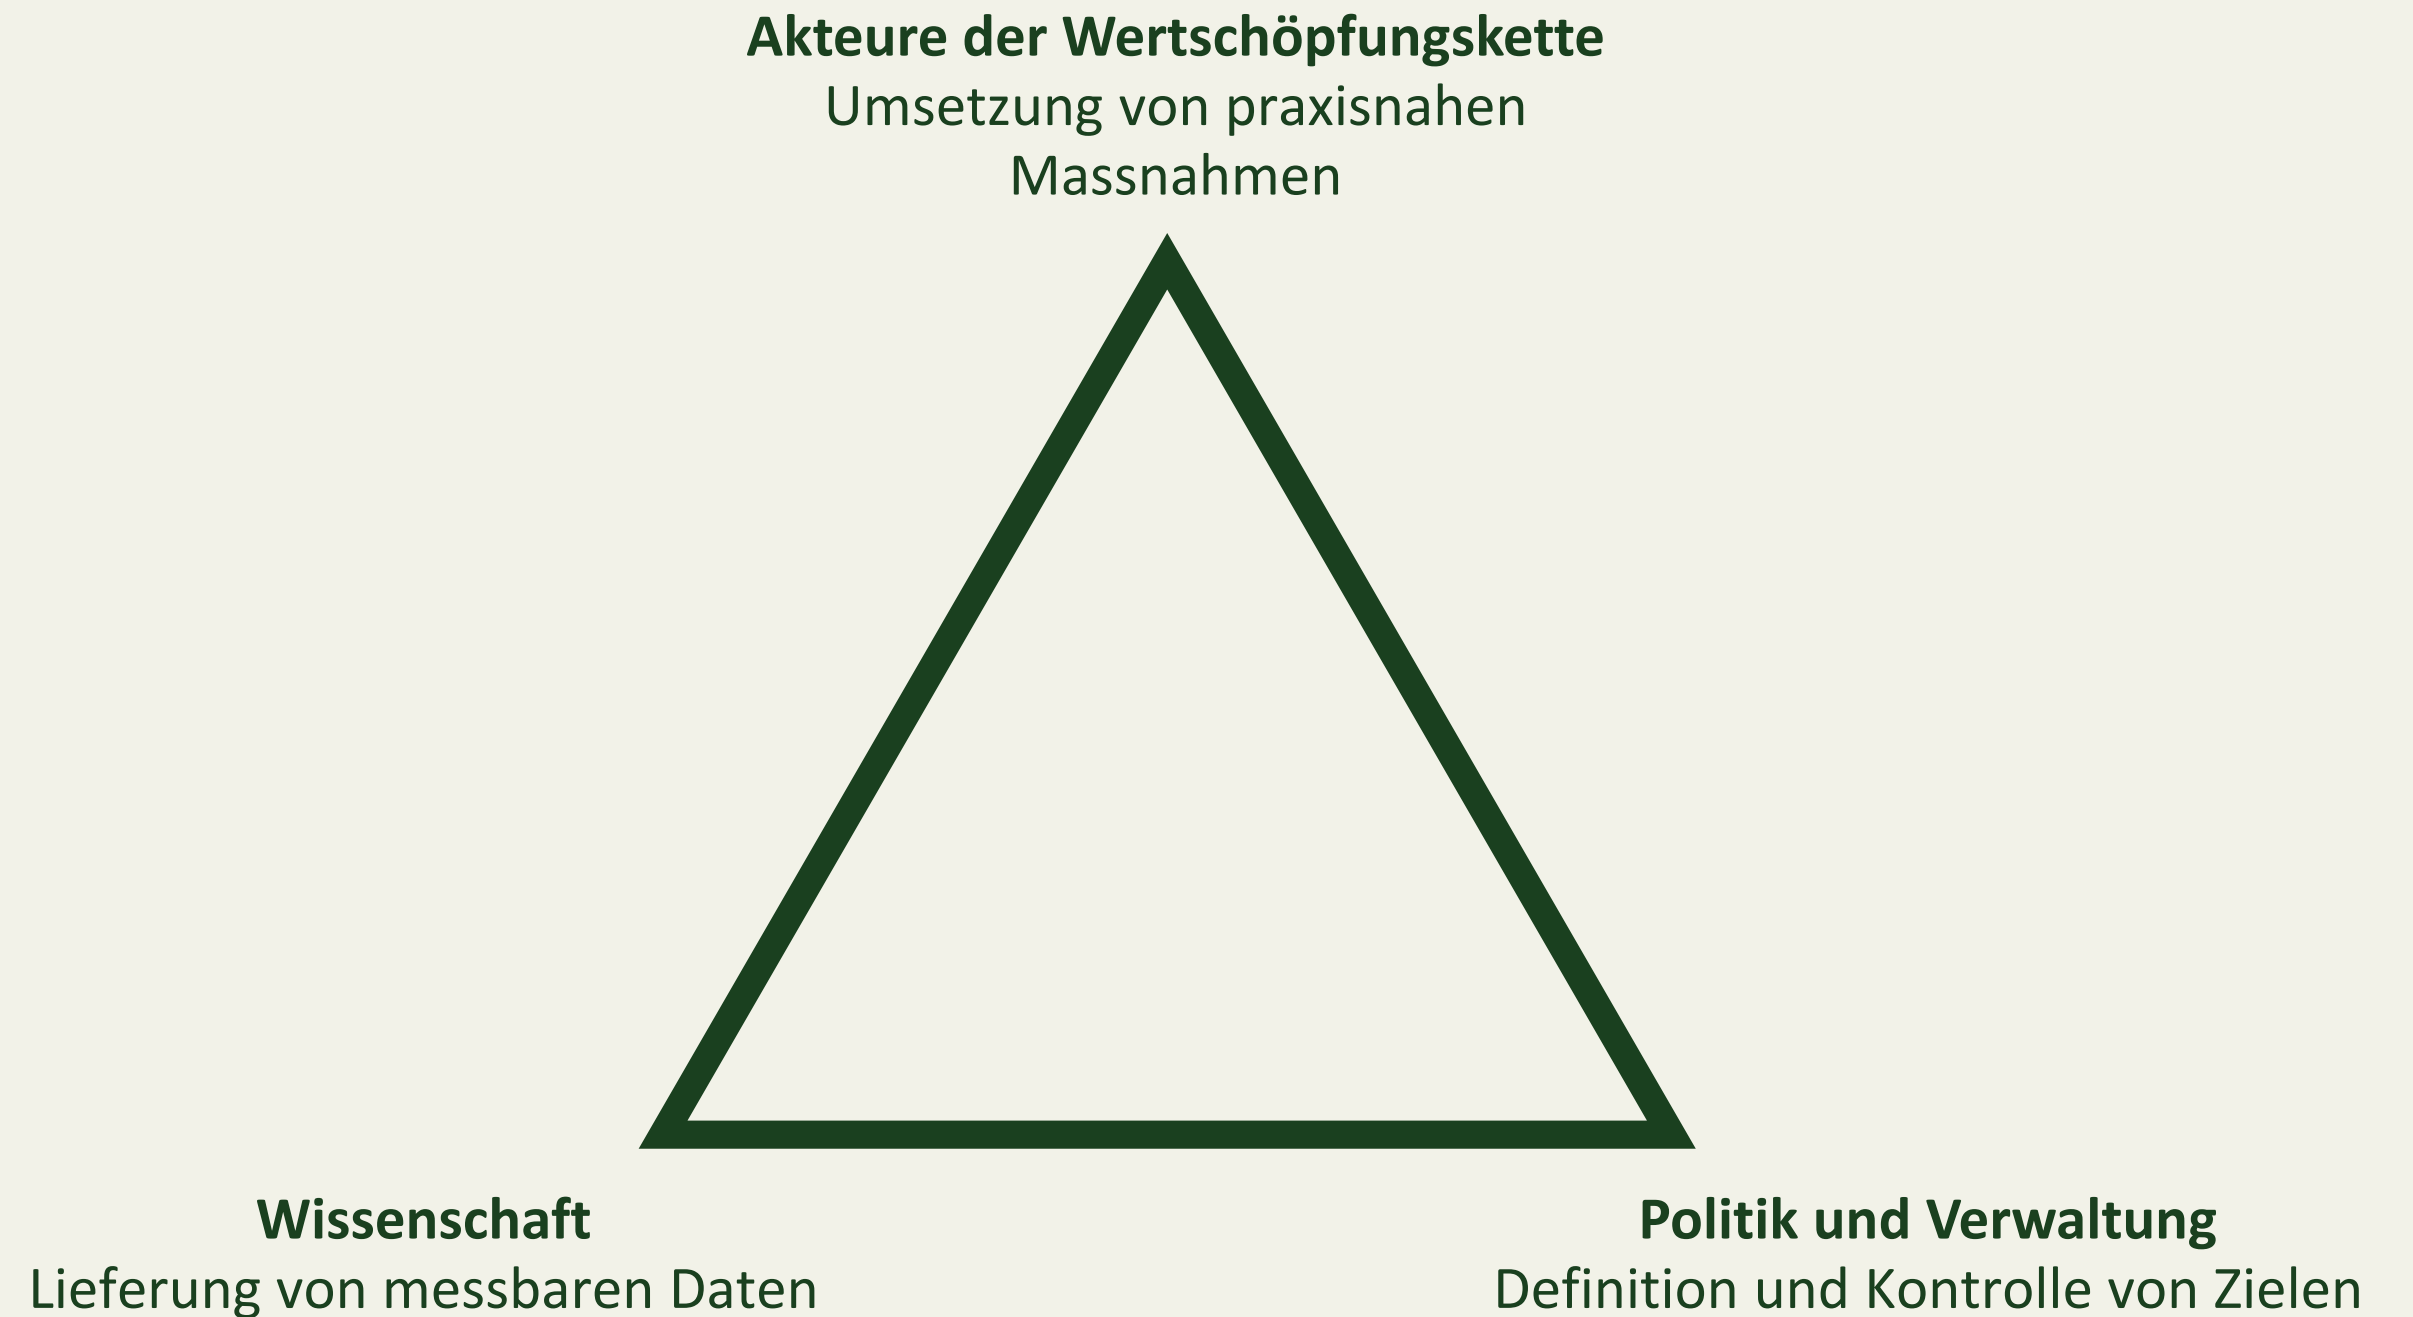 Akteure der Wertschöpfungskette
Umsetzung von praxisnahen
Massnahmen
Wissenschaft
Lieferung von messbaren Daten
Politik und Verwaltung
Definition und Kontrolle von Zielen